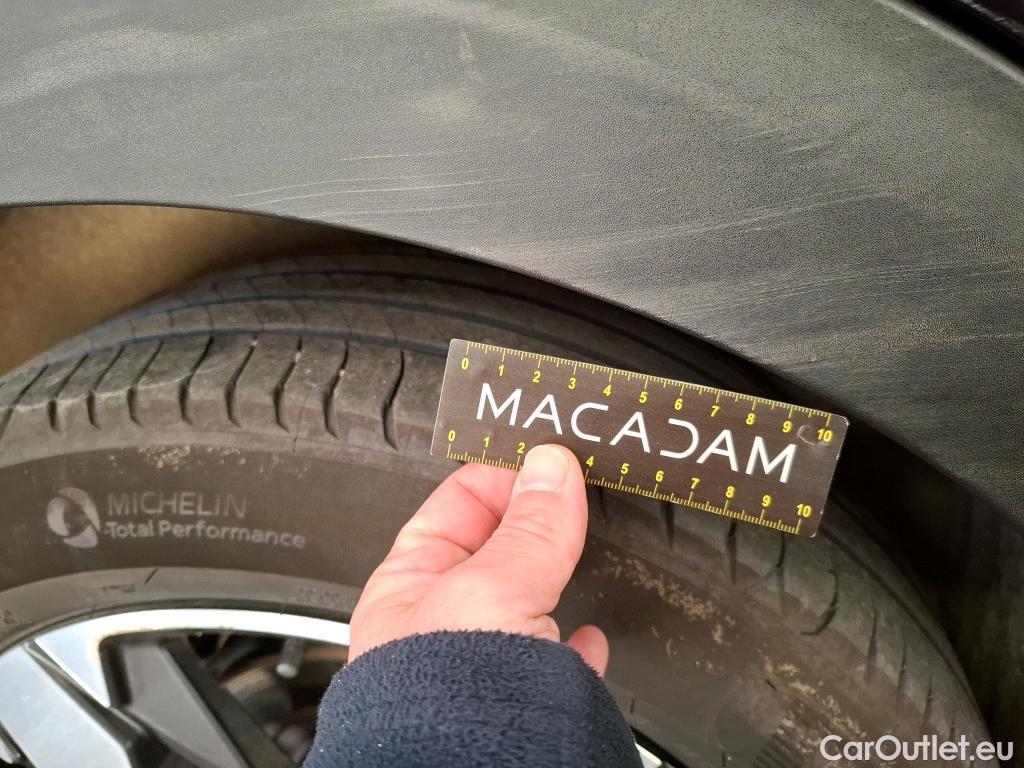 0 1 2 3 4 5 6 7 8 9 10
MACADAM
0 1 2 4 5 6 7 8 9 10
MICHELIN
Total Performance
CarOutlet.eu